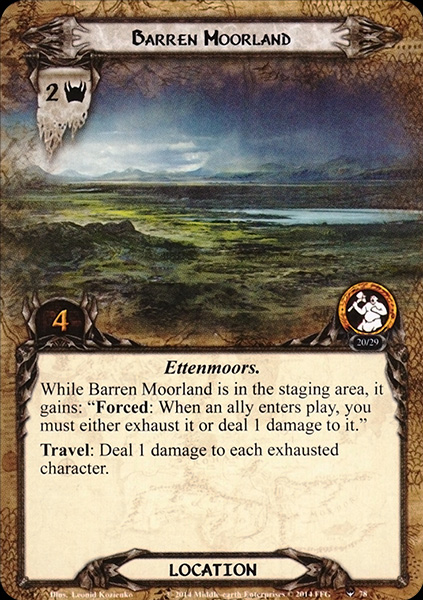 BARREN MOORLAND
2
4
20/29
Ettenmoors.
While Barren Moorland is in the staging area, it
gains: “Forced: When an ally enters play, you
must either exhaust it or deal 1 damage to it.”
Travel: Deal 1 damage to each exhausted
character.
LOCATION
Illus. Leonid Kozienko © 2014 Middle-earth Enterprises © 2014 FFG 78